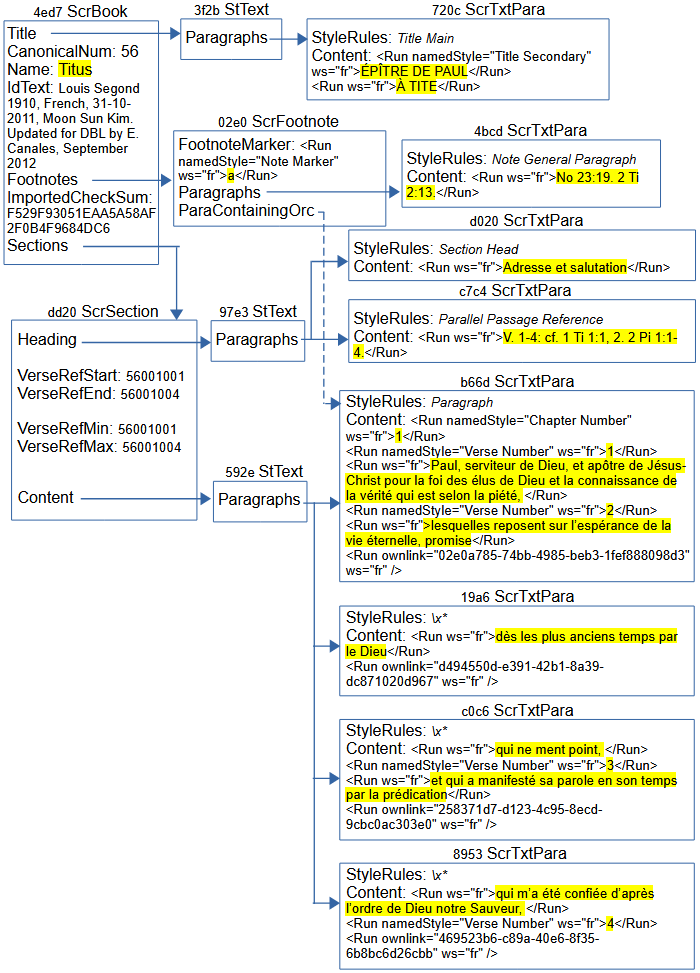 4ed7 ScrBook
Title
CanonicalNum: 56
Name: Titus
IdText: Louis Segond
1910, French, 31-10-
2011, Moon Sun Kim.
Updated for DBL by E.
Canales, September
2012
Footnotes
ImportedCheckSum:
F529F93051EAA5A58AF
2F0B4F9684DC6
Sections
3f2b StText
Paragraphs
720c ScrTxtPara
StyleRules: Title Main
Content: <Run namedStyle="Title Secondary"
ws="fr">ÉPÎTRE DE PAUL</Run>
<Run ws="fr">À TITE</Run>
02e0 ScrFootnote
FootnoteMarker: <Run
namedStyle="Note Marker"
ws="fr">a</Run>
Paragraphs
ParaContainingOrc
4bcd ScrTxtPara
StyleRules: Note General Paragraph
Content: <Run ws="fr">No 23:19. 2 Ti
2:13.</Run>
d020 ScrTxtPara
StyleRules: Section Head
Content: <Run ws="fr">Adresse et salutation</Run>
dd20 ScrSection
Heading
VerseRefStart: 56001001
VerseRefEnd: 56001004
VerseRefMin: 56001001
VerseRefMax: 56001004
Content
97e3 StText
Paragraphs
c7c4 ScrTxtPara
StyleRules: Parallel Passage Reference
Content: <Run ws="fr">V. 1-4: cf. 1 Ti 1:1, 2. 2 Pi 1:1-
4.</Run>
b66d ScrTxtPara
StyleRules: Paragraph
Content: <Run namedStyle="Chapter Number"
ws="fr">1</Run>
<Run namedStyle="Verse Number" ws="fr">1</Run>
<Run ws="fr">Paul, serviteur de Dieu, et apôtre de Jésus-
Christ pour la foi des élus de Dieu et la connaissance de
la vérité qui est selon la piété, </Run>
<Run namedStyle="Verse Number" ws="fr">2</Run>
<Run ws="fr">lesquelles reposent sur l’espérance de la
vie éternelle, promise</Run>
<Run ownlink="02e0a785-74bb-4985-beb3-1fef888098d3"
ws="fr" />
592e StText
Paragraphs
19a6 ScrTxtPara
StyleRules: \x*
Content: <Run ws="fr">dès les plus anciens temps par
le Dieu</Run>
<Run ownlink="d494550d-e391-42b1-8a39-
dc871020d967" ws="fr" />
c0c6 ScrTxtPara
StyleRules: \x*
Content: <Run ws="fr">qui ne ment point, </Run>
<Run namedStyle="Verse Number" ws="fr">3</Run>
<Run ws="fr">et qui a manifesté sa parole en son temps
par la prédication</Run>
<Run ownlink="258371d7-d123-4c95-8ecd-
9cbc0ac303e0" ws="fr" />
8953 ScrTxtPara
StyleRules: \x*
Content: <Run ws="fr">qui m’a été confiée d’après
l’ordre de Dieu notre Sauveur, </Run>
<Run namedStyle="Verse Number" ws="fr">4</Run>
<Run ownlink="469523b6-c89a-40e6-8f35-
6b8bc6d26cbb" ws="fr" />